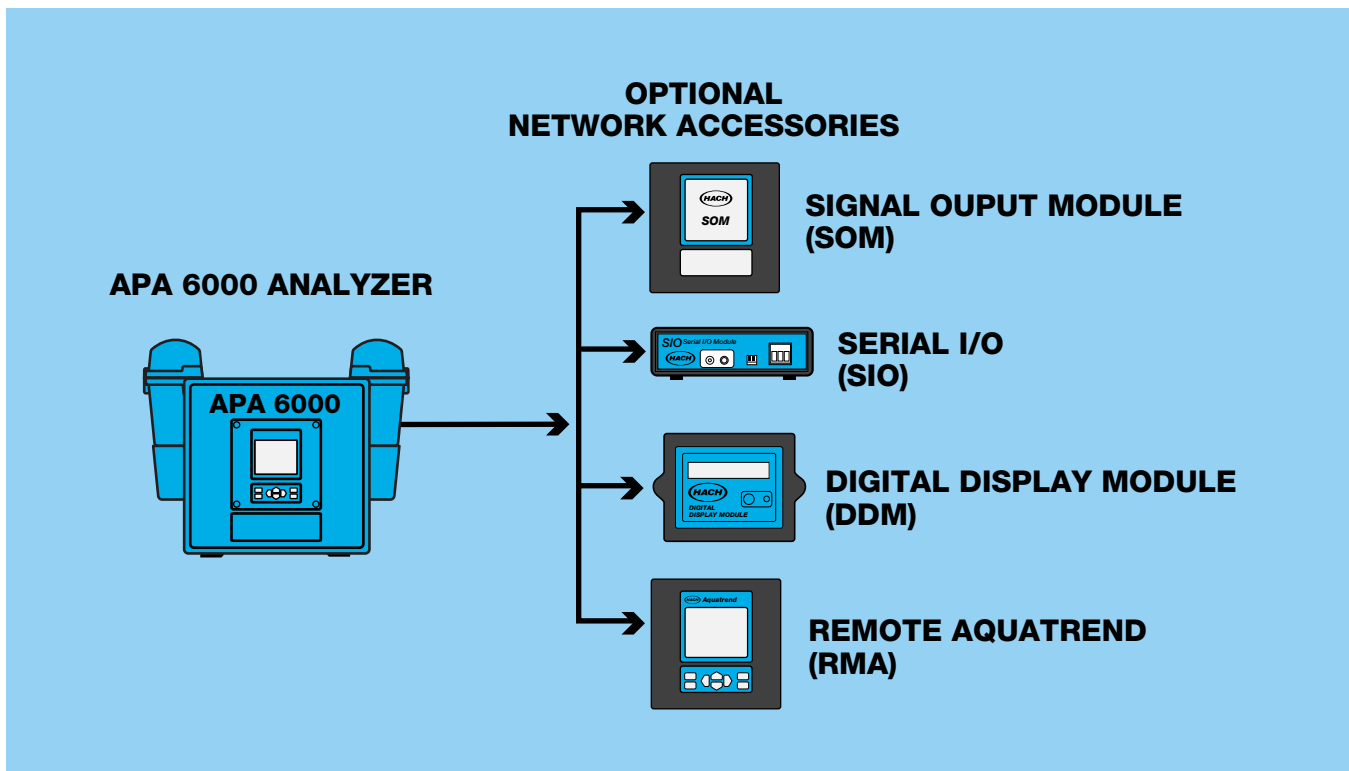 OPTIONAL
NETWORK ACCESSORIES
HACH
SOM
SIGNAL OUPUT MODULE
(SOM)
APA 6000 ANALYZER
APA 6000
SIO Serial I/O Module
HACH
SERIAL I/O
(SIO)
HACH
DIGITAL
DISPLAY MODULE
DIGITAL DISPLAY MODULE
(DDM)
HACH Aquatrend
REMOTE AQUATREND
(RMA)